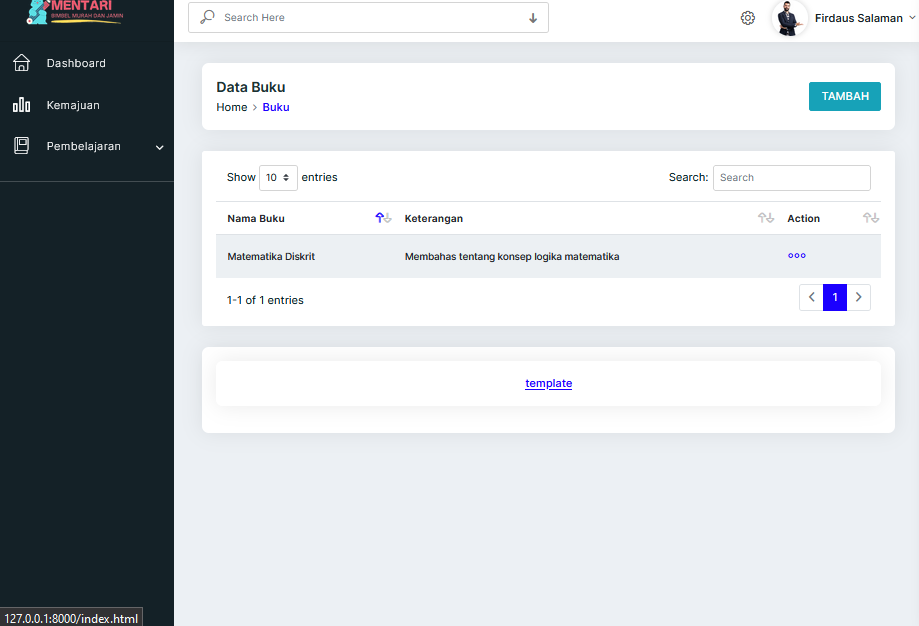 MENTARI
BIMBEL MURAH DAN JAMIN
Search Here
Firdaus Salaman
Dashboard
Kemajuan
Pembelajaran
Data Buku
Home > Buku
TAMBAH
Show 10 entries
Search: Search
Nama Buku Keterangan Action
Matematika Diskrit Membahas tentang konsep logika matematika
1-1 of 1 entries
1
template
127.0.0.1:8000/index.html